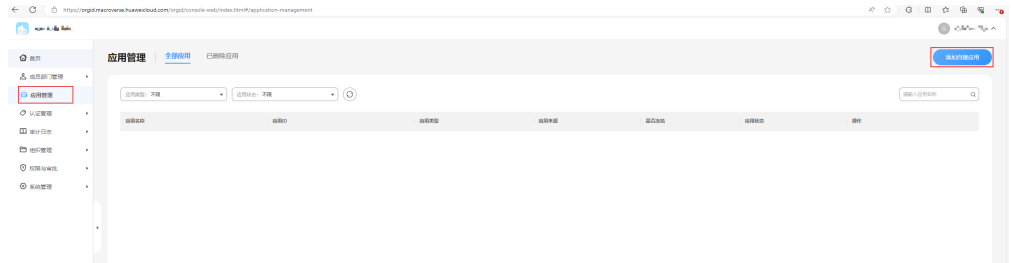 https://orgid.macroverse.huaweicloud.com/orgid/console-web/index.html#/application-management
首页
成员部门管理
应用管理
认证管理
审计日志
组织管理
权限与审批
系统管理
应用管理 全部应用 已删除应用
添加自建应用
应用类型: 不限 应用状态: 不限 请输入应用名称
应用名称 应用ID 应用类型 应用来源 是否冻结 应用状态 操作